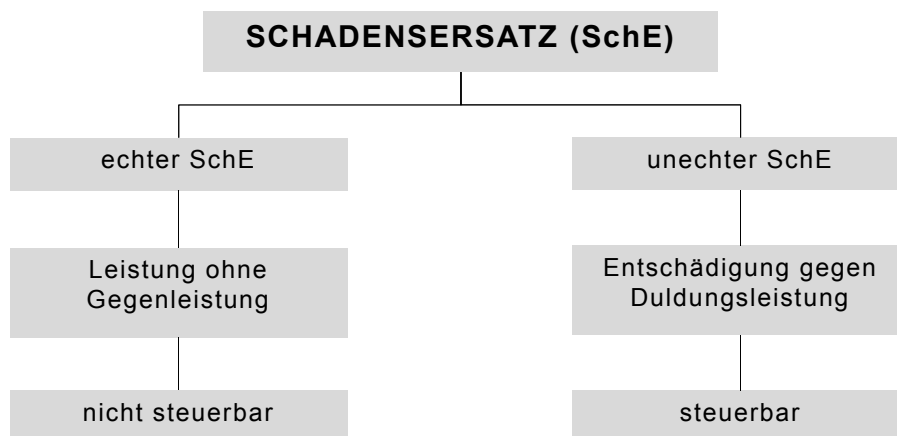 SCHADENSERSATZ (SchE)
echter SchE
unechter SchE
Leistung ohne
Gegenleistung
Entschädigung gegen
Duldungsleistung
nicht steuerbar
steuerbar